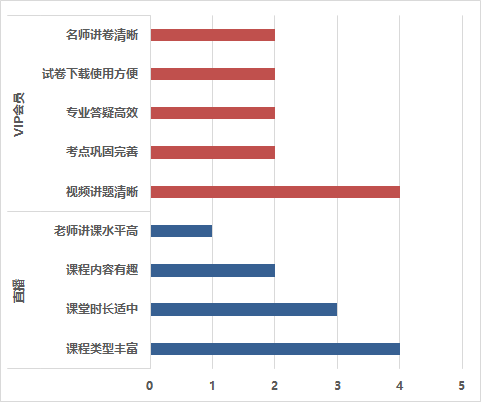 VIP会员
名师讲卷清晰
试卷下载使用方便
专业答疑高效
考点巩固完善
视频讲题清晰
直播
老师讲课水平高
课程内容有趣
课堂时长适中
课程类型丰富
0 1 2 3 4 5